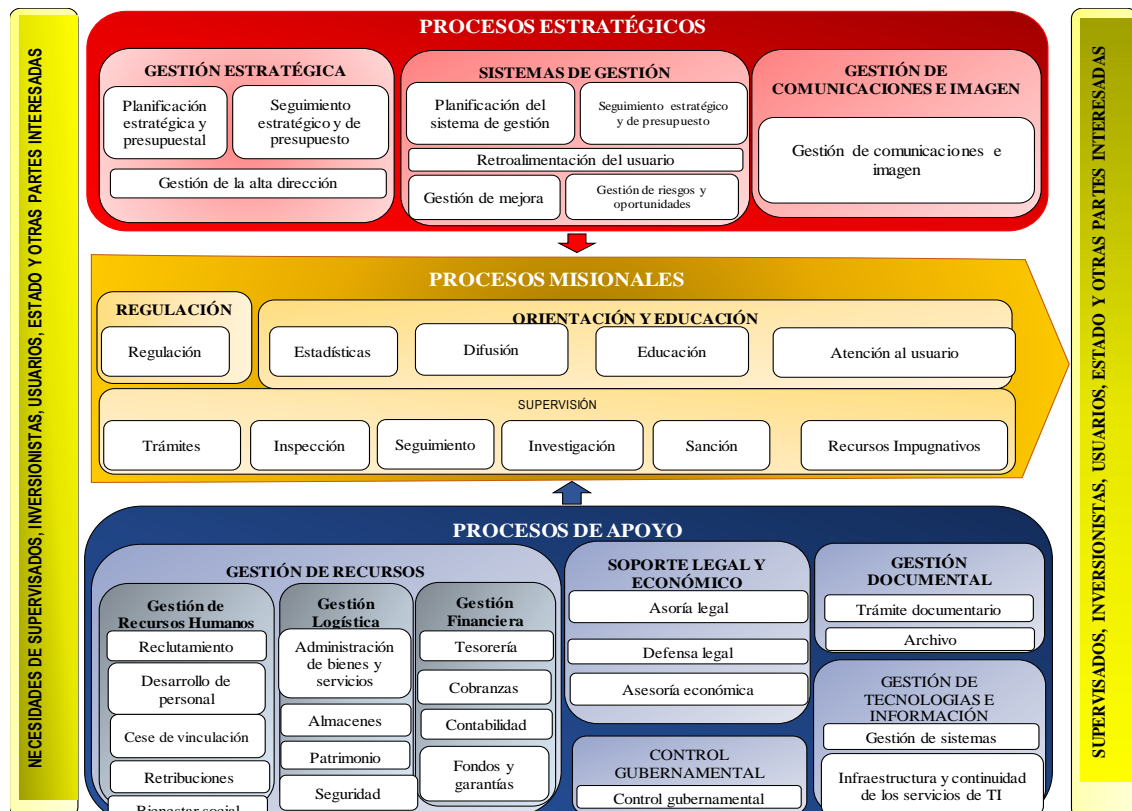 NECESIDADES DE SUPERVISADOS, INVERSIONISTAS, USUARIOS, ESTADO Y OTRAS PARTES INTERESADAS
PROCESOS ESTRATÉGICOS
GESTIÓN ESTRATÉGICA
Planificación
estratégica y
presupuestal
Seguimiento
estratégico y de
presupuesto
Gestión de la alta dirección
SISTEMAS DE GESTIÓN
Planificación del
sistema de gestión
Seguimiento estratégico
y de presupuesto
Retroalimentación del usuario
Gestión de mejora
Gestión de riesgos y
oportunidades
GESTIÓN DE
COMUNICACIONES E IMAGEN
Gestión de comunicaciones e
imagen
PROCESOS MISIONALES
REGULACIÓN
Regulación
ORIENTACIÓN Y EDUCACIÓN
Estadísticas
Difusión
Educación
Atención al usuario
SUPERVISIÓN
Trámites
Inspección
Seguimiento
Investigación
Sanción
Recursos Impugnativos
PROCESOS DE APOYO
GESTIÓN DE RECURSOS
Gestión de
Recursos Humanos
Reclutamiento
Desarrollo de
personal
Cese de vinculación
Retribuciones
Bienestar social
Gestión
Logística
Administración
de bienes y
servicios
Almacenes
Patrimonio
Seguridad
Gestión
Financiera
Tesorería
Cobranzas
Contabilidad
Fondos y
garantías
SOPORTE LEGAL Y
ECONÓMICO
Asoría legal
Defensa legal
Asesoría económica
CONTROL
GUBERNAMENTAL
Control gubernamental
GESTIÓN
DOCUMENTAL
Trámite documentario
Archivo
GESTIÓN DE
TECNOLOGIAS E
INFORMACIÓN
Gestión de sistemas
Infraestructura y continuidad
de los servicios de TI
SUPERVISADOS, INVERSIONISTAS, USUARIOS, ESTADO Y OTRAS PARTES INTERESADAS